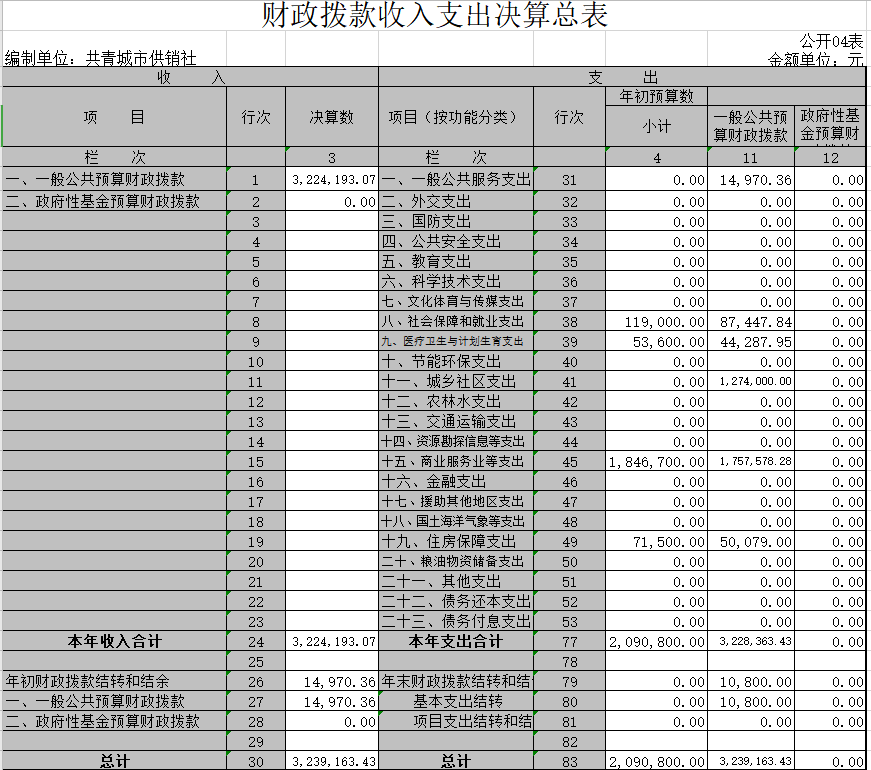 财政拨款收入支出决算总表
公开04表
编制单位：共青城市供销社 金额单位：元
收 入 支 出
项 目 行次 决算数 项目（按功能分类） 行次 年初预算数
小计 一般公共预算财政拨款 政府性基金预算财
栏 次 3 栏 次 4 11 12
一、一般公共预算财政拨款 1 3,224,193.07 一、一般公共服务支出 31 0.00 14,970.36 0.00
二、政府性基金预算财政拨款 2 0.00 二、外交支出 32 0.00 0.00 0.00
3 三、国防支出 33 0.00 0.00 0.00
4 四、公共安全支出 34 0.00 0.00 0.00
5 五、教育支出 35 0.00 0.00 0.00
6 六、科学技术支出 36 0.00 0.00 0.00
7 七、文化体育与传媒支出 37 0.00 0.00 0.00
8 八、社会保障和就业支出 38 119,000.00 87,447.84 0.00
9 九、医疗卫生与计划生育支出 39 53,600.00 44,287.95 0.00
10 十、节能环保支出 40 0.00 0.00 0.00
11 十一、城乡社区支出 41 0.00 1,274,000.00 0.00
12 十二、农林水支出 42 0.00 0.00 0.00
13 十三、交通运输支出 43 0.00 0.00 0.00
14 十四、资源勘探信息等支出 44 0.00 0.00 0.00
15 十五、商业服务业等支出 45 1,846,700.00 1,757,578.28 0.00
16 十六、金融支出 46 0.00 0.00 0.00
17 十七、援助其他地区支出 47 0.00 0.00 0.00
18 十八、国土海洋气象等支出 48 0.00 0.00 0.00
19 十九、住房保障支出 49 71,500.00 50,079.00 0.00
20 二十、粮油物资储备支出 50 0.00 0.00 0.00
21 二十一、其他支出 51 0.00 0.00 0.00
22 二十二、债务还本支出 52 0.00 0.00 0.00
23 二十三、债务付息支出 53 0.00 0.00 0.00
本年收入合计 24 3,224,193.07 本年支出合计 77 2,090,800.00 3,228,363.43 0.00
25 78
年初财政拨款结转和结余 26 14,970.36 年末财政拨款结转和结 79 0.00 10,800.00 0.00
一、一般公共预算财政拨款 27 14,970.36 基本支出结转 80 0.00 10,800.00 0.00
二、政府性基金预算财政拨款 28 0.00 项目支出结转和结 81 0.00 0.00 0.00
29 82
总计 30 3,239,163.43 总计 83 2,090,800.00 3,239,163.43 0.00